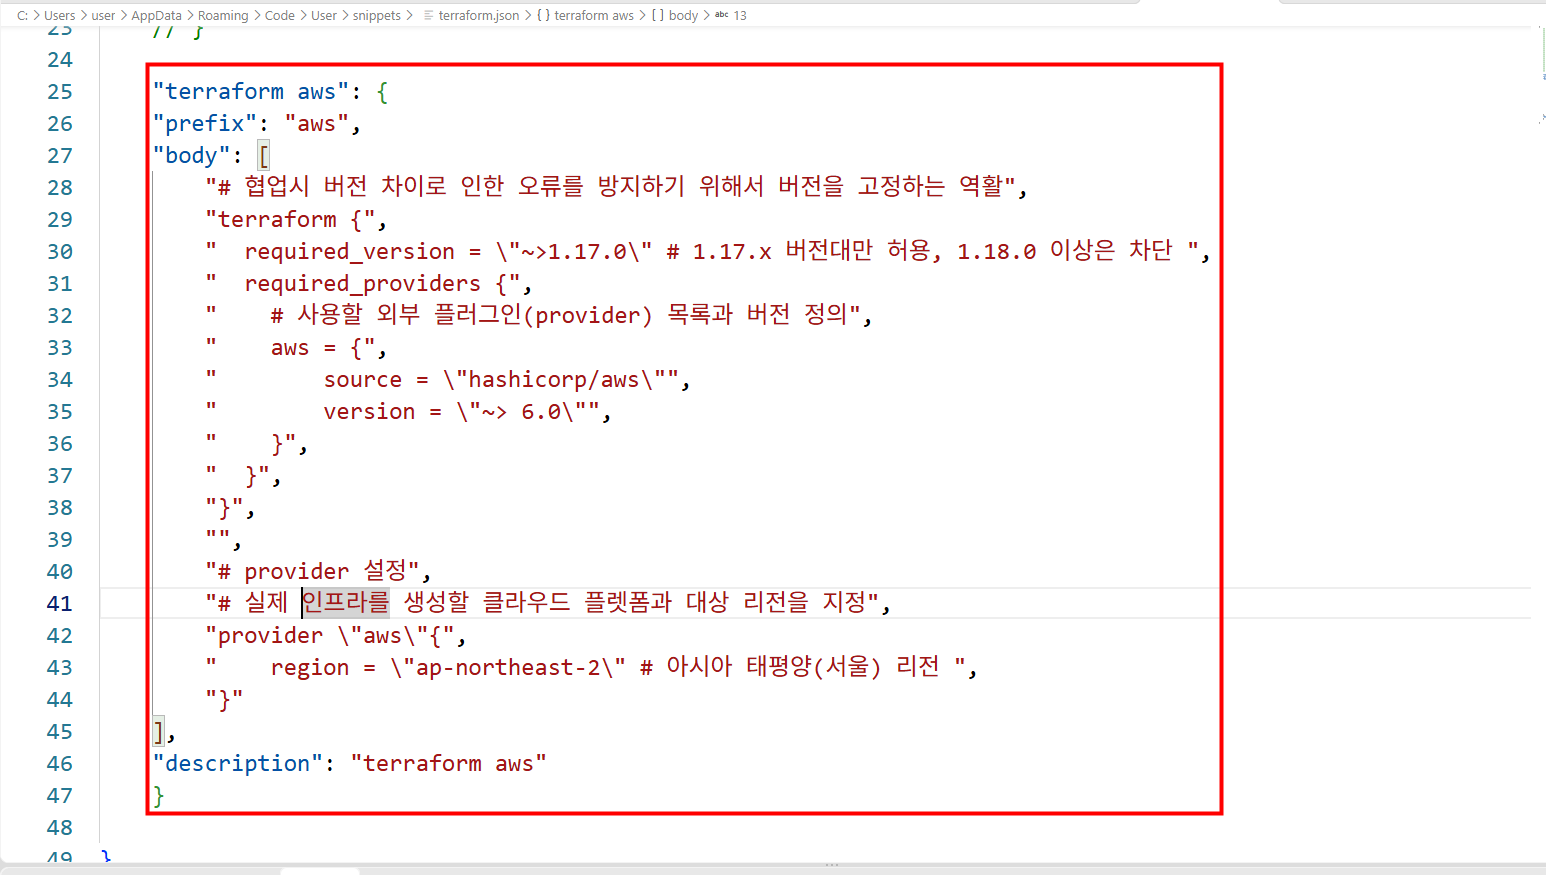 C: > Users > user > AppData > Roaming > Code > User > snippets > terraform.json > { } terraform aws > [ ] body > abc 13
23 // }
24
25 "terraform aws": {
26 "prefix": "aws",
27 "body": [
28 "# 협업시 버전 차이로 인한 오류를 방지하기 위해서 버전을 고정하는 역활",
29 "terraform {",
30 "  required_version = \"~>1.17.0\" # 1.17.x 버전대만 허용, 1.18.0 이상은 차단 ",
31 "  required_providers {",
32 "    # 사용할 외부 플러그인(provider) 목록과 버전 정의",
33 "    aws = {",
34 "        source = \"hashicorp/aws\"",
35 "        version = \"~> 6.0\"",
36 "    }",
37 "  }",
38 "}",
39 "",
40 "# provider 설정",
41 "# 실제 인프라를 생성할 클라우드 플렛폼과 대상 리전을 지정",
42 "provider \"aws\"{",
43 "    region = \"ap-northeast-2\" # 아시아 태평양(서울) 리전 ",
44 "}"
45 ],
46 "description": "terraform aws"
47 }
48
49 }